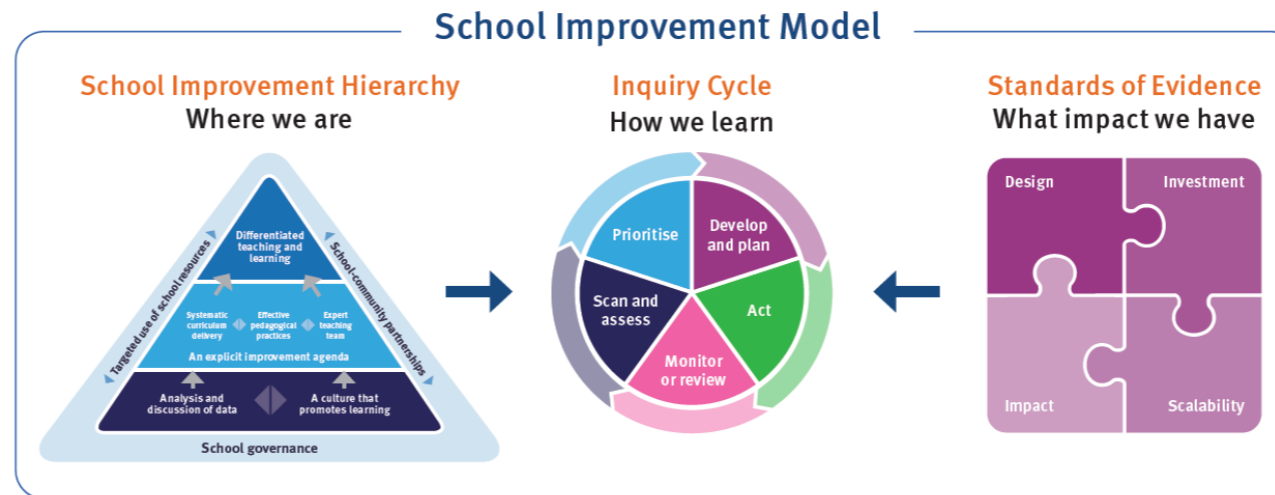 School Improvement Model
School Improvement Hierarchy
Where we are
Differentiated
teaching and
learning
Targeted use of school resources
School-community partnerships
Systematic
curriculum
delivery
Effective
pedagogical
practices
Expert
teaching
team
An explicit improvement agenda
Analysis and
discussion of data
A culture that
promotes learning
School governance
Inquiry Cycle
How we learn
Prioritise
Develop
and plan
Scan and
assess
Act
Monitor
or review
Standards of Evidence
What impact we have
Design
Investment
Impact
Scalability